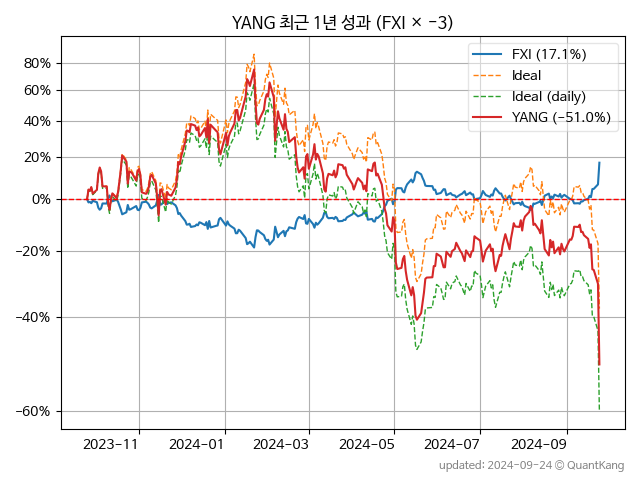 YANG 최근 1년 성과 (FXI × −3)
FXI (17.1%)
Ideal
Ideal (daily)
YANG (−51.0%)
80%
60%
40%
20%
0%
−20%
−40%
−60%
2023−11 2024−01 2024−03 2024−05 2024−07 2024−09
updated: 2024−09−24 ⓒ QuantKang